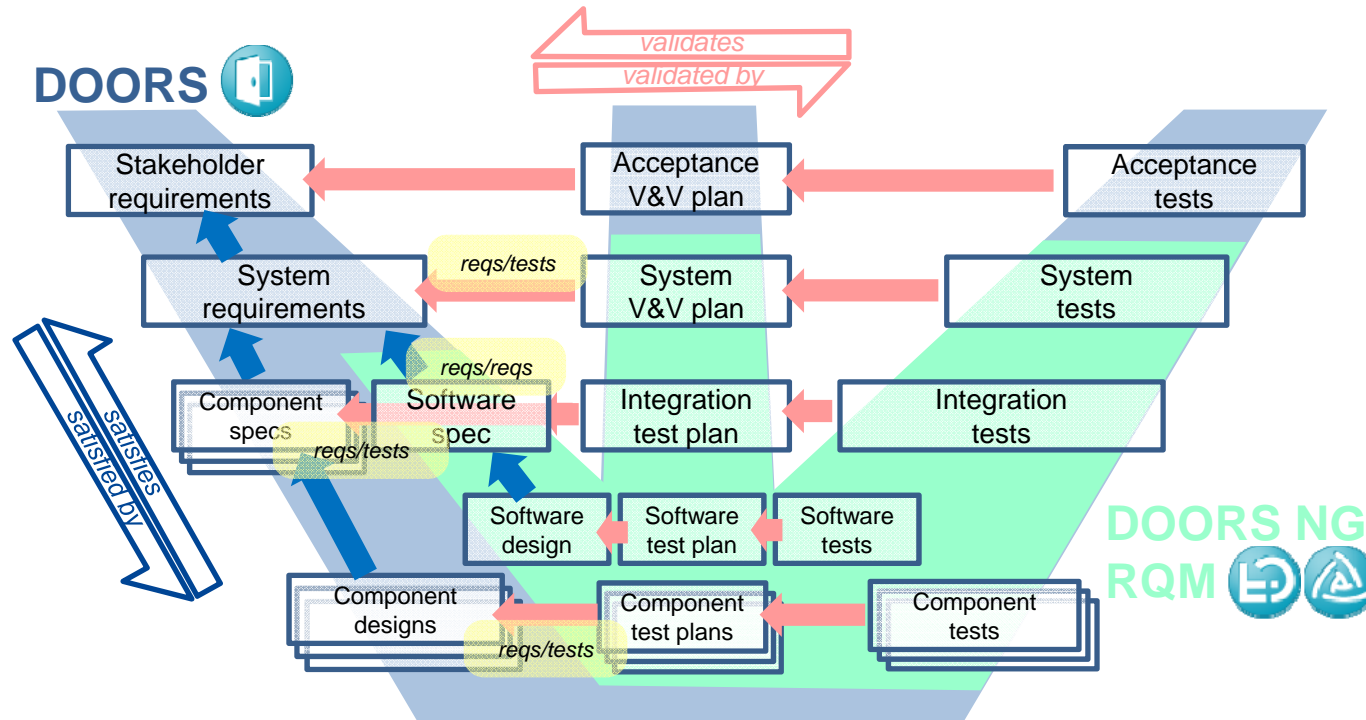 validates
validated by
DOORS
Stakeholder
requirements
Acceptance
V&V plan
Acceptance
tests
System
requirements
reqs/tests
System
V&V plan
System
tests
reqs/reqs
Component
specs
Software
spec
Integration
test plan
Integration
tests
reqs/tests
satisfies
satisfied by
Software
design
Software
test plan
Software
tests
DOORS NG
RQM
Component
designs
Component
test plans
Component
tests
reqs/tests